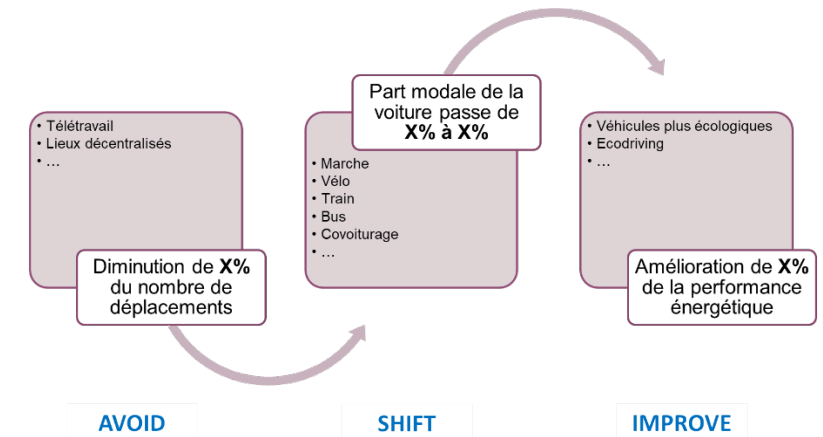 • Télétravail
• Lieux décentralisés
• …
Diminution de X%
du nombre de
déplacements
Part modale de la
voiture passe de
X% à X%
• Marche
• Vélo
• Train
• Bus
• Covoiturage
• …
• Véhicules plus écologiques
• Ecodriving
• …
Amélioration de X%
de la performance
énergétique
AVOID
SHIFT
IMPROVE